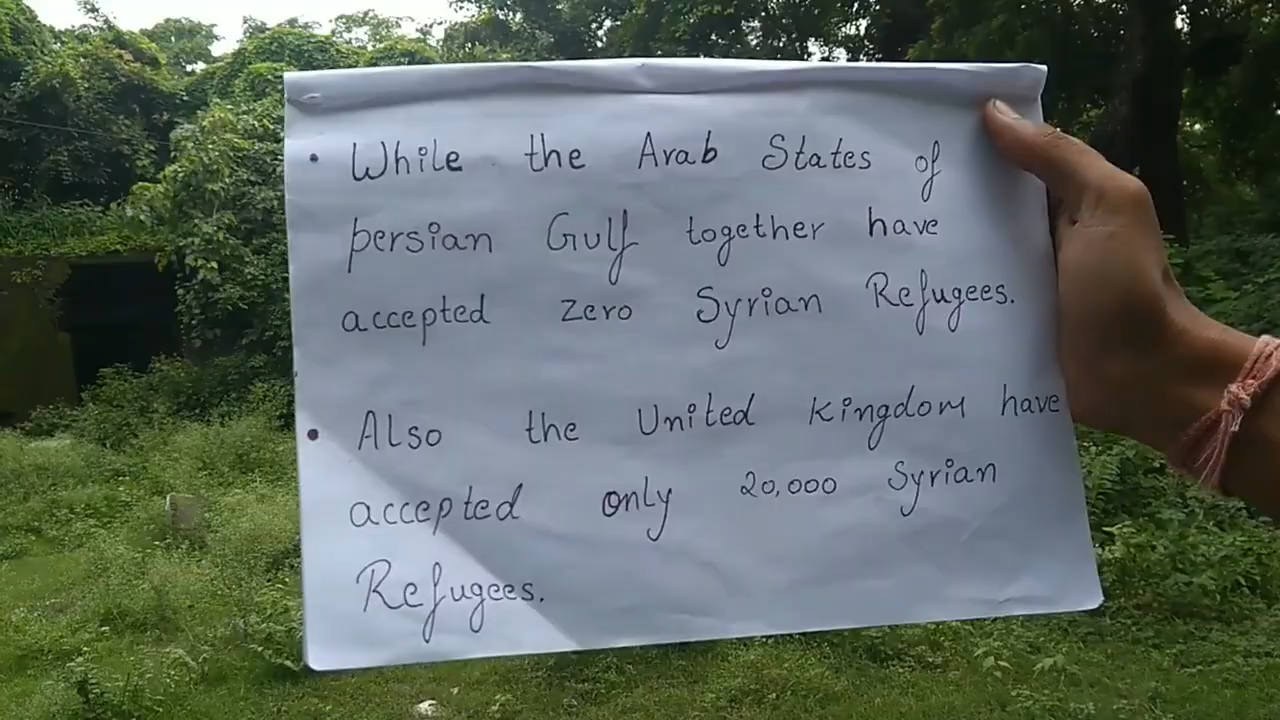 • While the Arab States of
persian Gulf together have
accepted zero Syrian Refugees.
• Also the United kingdom have
accepted only 20,000 Syrian
Refugees.